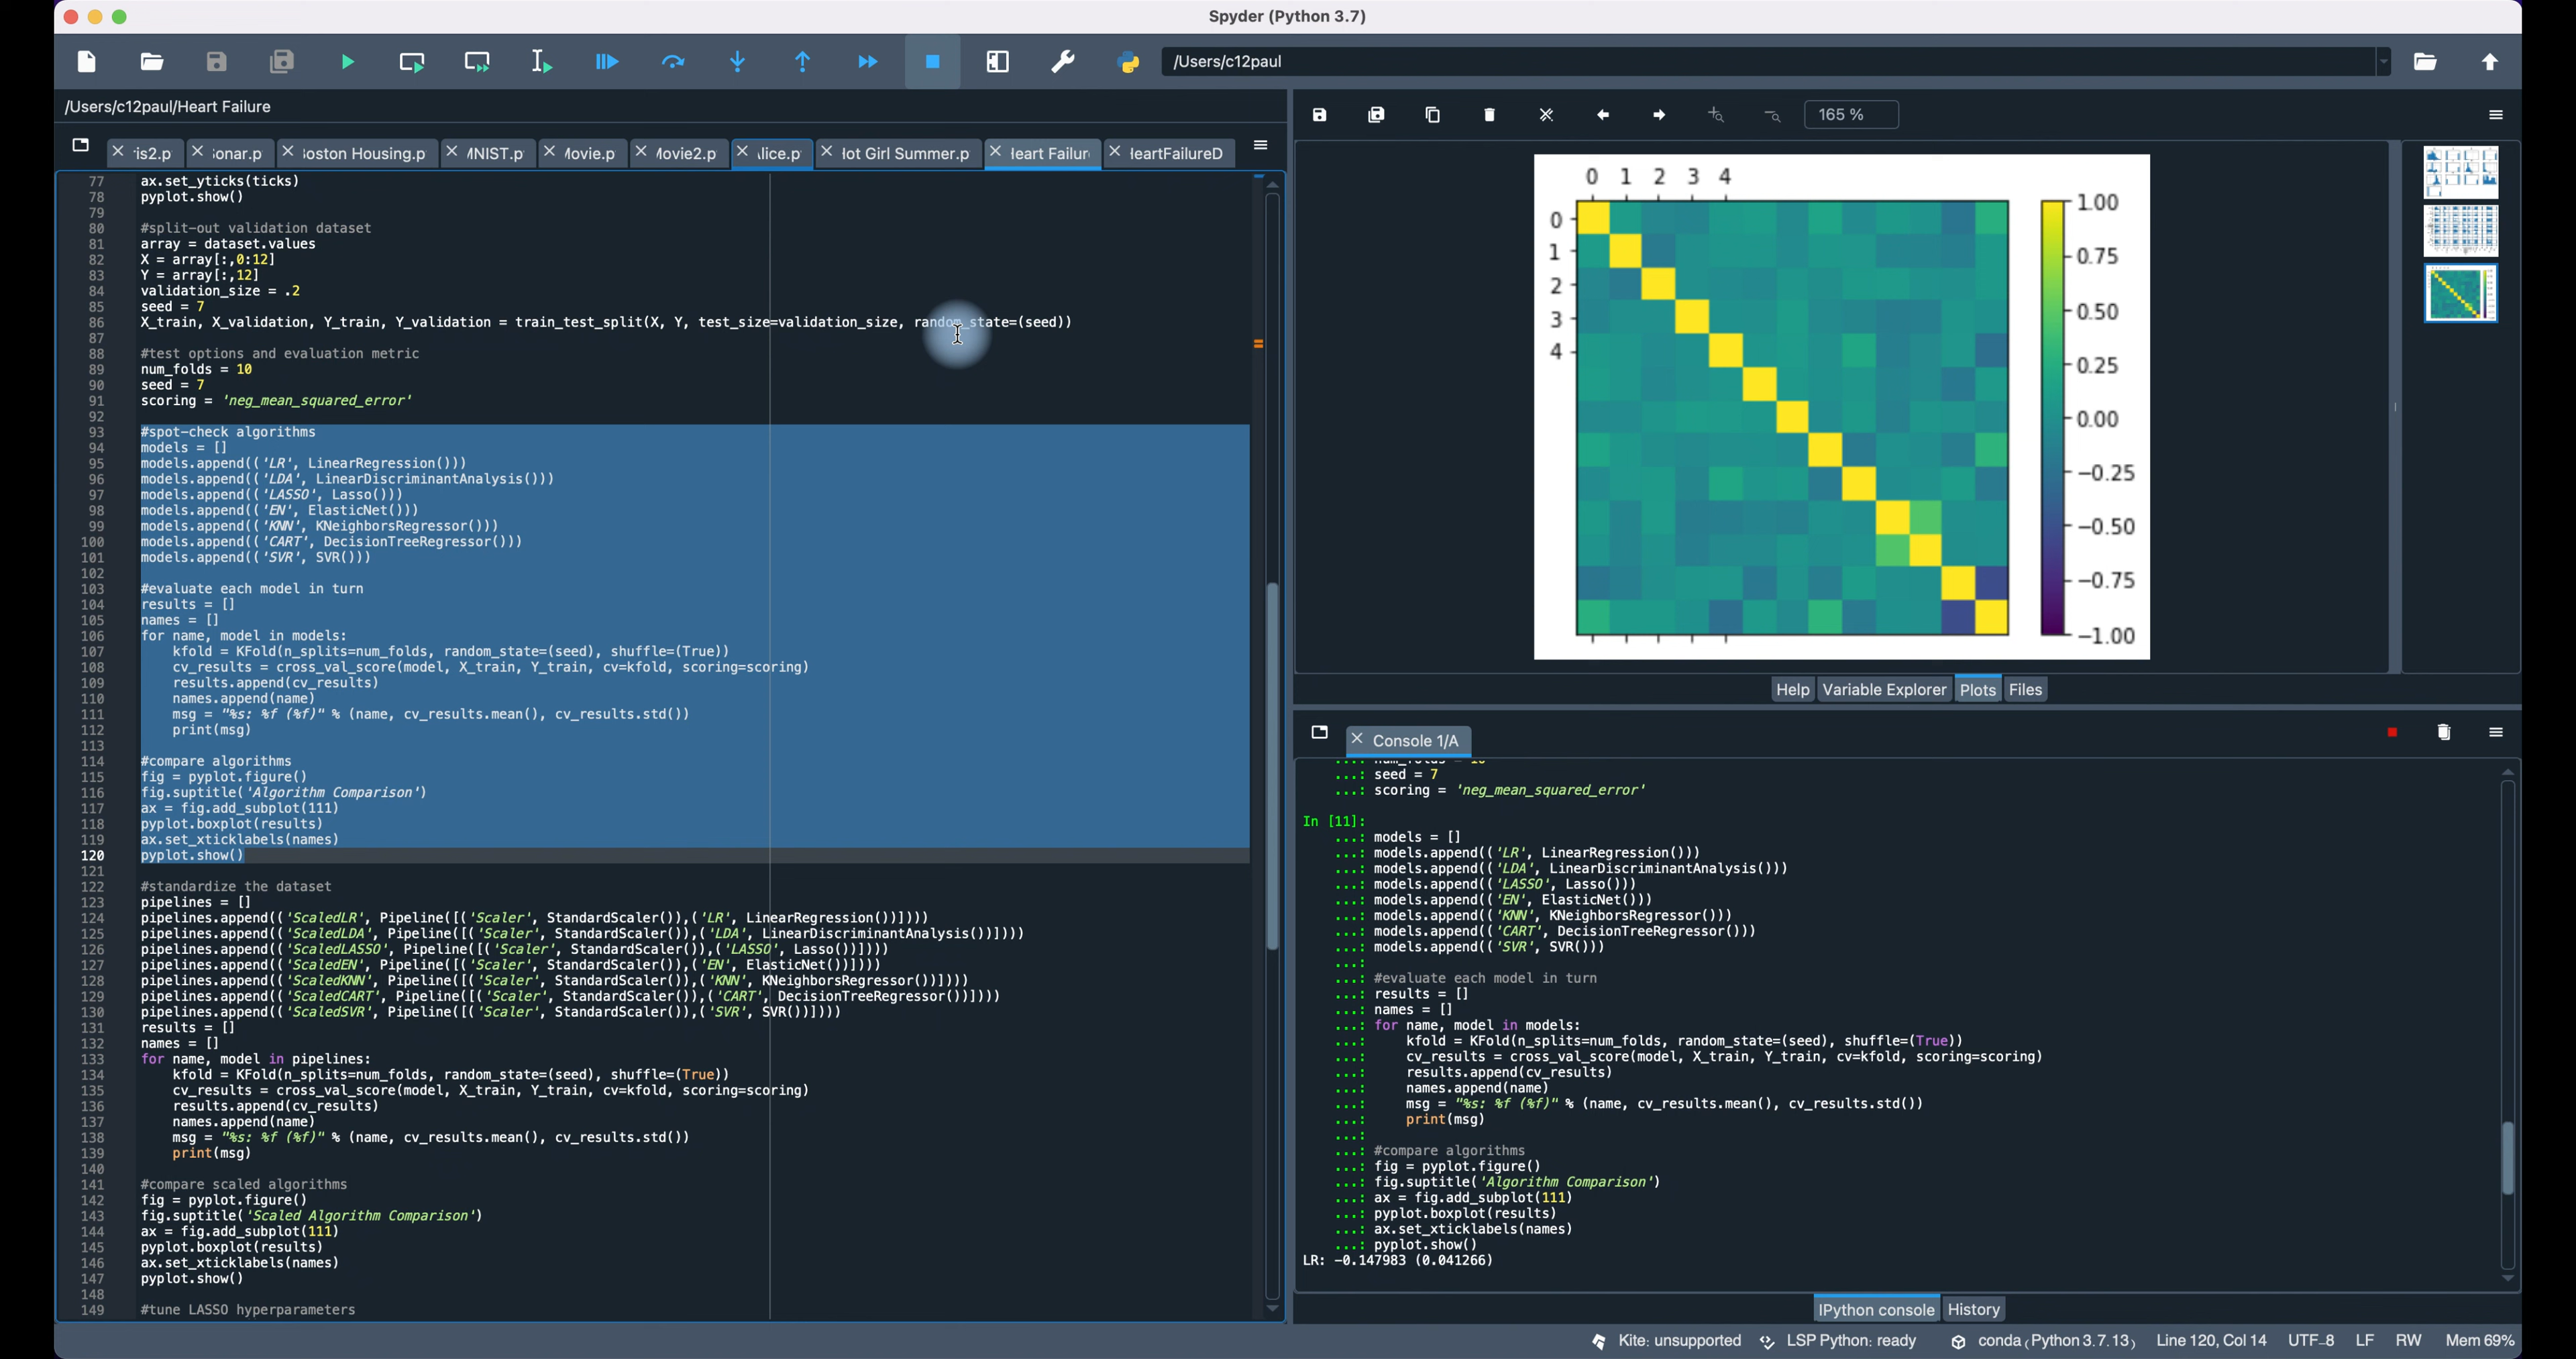 Spyder (Python 3.7)
/Users/c12paul
/Users/c12paul/Heart Failure
ris2.p
onar.p
oston Housing.p
MNIST.p
Movie.p
Movie2.p
lice.p
ot Girl Summer.p
eart Failur
eartFailureD
77 ax.set_yticks(ticks)
78 pyplot.show()
79
80 #split-out validation dataset
81 array = dataset.values
82 X = array[:,0:12]
83 Y = array[:,12]
84 validation_size = .2
85 seed = 7
86 X_train, X_validation, Y_train, Y_validation = train_test_split(X, Y, test_size=validation_size, random_state=(seed))
87
88 #test options and evaluation metric
89 num_folds = 10
90 seed = 7
91 scoring = 'neg_mean_squared_error'
92
93 #spot-check algorithms
94 models = []
95 models.append(('LR', LinearRegression()))
96 models.append(('LDA', LinearDiscriminantAnalysis()))
97 models.append(('LASSO', Lasso()))
98 models.append(('EN', ElasticNet()))
99 models.append(('KNN', KNeighborsRegressor()))
100 models.append(('CART', DecisionTreeRegressor()))
101 models.append(('SVR', SVR()))
102
103 #evaluate each model in turn
104 results = []
105 names = []
106 for name, model in models:
107 kfold = KFold(n_splits=num_folds, random_state=(seed), shuffle=(True))
108 cv_results = cross_val_score(model, X_train, Y_train, cv=kfold, scoring=scoring)
109 results.append(cv_results)
110 names.append(name)
111 msg = "%s: %f (%f)" % (name, cv_results.mean(), cv_results.std())
112 print(msg)
113
114 #compare algorithms
115 fig = pyplot.figure()
116 fig.suptitle('Algorithm Comparison')
117 ax = fig.add_subplot(111)
118 pyplot.boxplot(results)
119 ax.set_xticklabels(names)
120 pyplot.show()
121
122 #standardize the dataset
123 pipelines = []
124 pipelines.append(('ScaledLR', Pipeline([('Scaler', StandardScaler()),('LR', LinearRegression())])))
125 pipelines.append(('ScaledLDA', Pipeline([('Scaler', StandardScaler()),('LDA', LinearDiscriminantAnalysis())])))
126 pipelines.append(('ScaledLASSO', Pipeline([('Scaler', StandardScaler()),('LASSO', Lasso())])))
127 pipelines.append(('ScaledEN', Pipeline([('Scaler', StandardScaler()),('EN', ElasticNet())])))
128 pipelines.append(('ScaledKNN', Pipeline([('Scaler', StandardScaler()),('KNN', KNeighborsRegressor())])))
129 pipelines.append(('ScaledCART', Pipeline([('Scaler', StandardScaler()),('CART', DecisionTreeRegressor())])))
130 pipelines.append(('ScaledSVR', Pipeline([('Scaler', StandardScaler()),('SVR', SVR())])))
131 results = []
132 names = []
133 for name, model in pipelines:
134 kfold = KFold(n_splits=num_folds, random_state=(seed), shuffle=(True))
135 cv_results = cross_val_score(model, X_train, Y_train, cv=kfold, scoring=scoring)
136 results.append(cv_results)
137 names.append(name)
138 msg = "%s: %f (%f)" % (name, cv_results.mean(), cv_results.std())
139 print(msg)
140
141 #compare scaled algorithms
142 fig = pyplot.figure()
143 fig.suptitle('Scaled Algorithm Comparison')
144 ax = fig.add_subplot(111)
145 pyplot.boxplot(results)
146 ax.set_xticklabels(names)
147 pyplot.show()
148
149 #tune LASSO hyperparameters
165 %
0 1 2 3 4
0
1
2
3
4
1.00
0.75
0.50
0.25
0.00
−0.25
−0.50
−0.75
−1.00
Help
Variable Explorer
Plots
Files
Console 1/A
...: seed = 7
...: scoring = 'neg_mean_squared_error'
In [11]:
...: models = []
...: models.append(('LR', LinearRegression()))
...: models.append(('LDA', LinearDiscriminantAnalysis()))
...: models.append(('LASSO', Lasso()))
...: models.append(('EN', ElasticNet()))
...: models.append(('KNN', KNeighborsRegressor()))
...: models.append(('CART', DecisionTreeRegressor()))
...: models.append(('SVR', SVR()))
...:
...: #evaluate each model in turn
...: results = []
...: names = []
...: for name, model in models:
...: kfold = KFold(n_splits=num_folds, random_state=(seed), shuffle=(True))
...: cv_results = cross_val_score(model, X_train, Y_train, cv=kfold, scoring=scoring)
...: results.append(cv_results)
...: names.append(name)
...: msg = "%s: %f (%f)" % (name, cv_results.mean(), cv_results.std())
...: print(msg)
...:
...: #compare algorithms
...: fig = pyplot.figure()
...: fig.suptitle('Algorithm Comparison')
...: ax = fig.add_subplot(111)
...: pyplot.boxplot(results)
...: ax.set_xticklabels(names)
...: pyplot.show()
LR: -0.147983 (0.041266)
IPython console
History
Kite: unsupported
LSP Python: ready
conda (Python 3.7.13)
Line 120, Col 14
UTF-8
LF
RW
Mem 69%